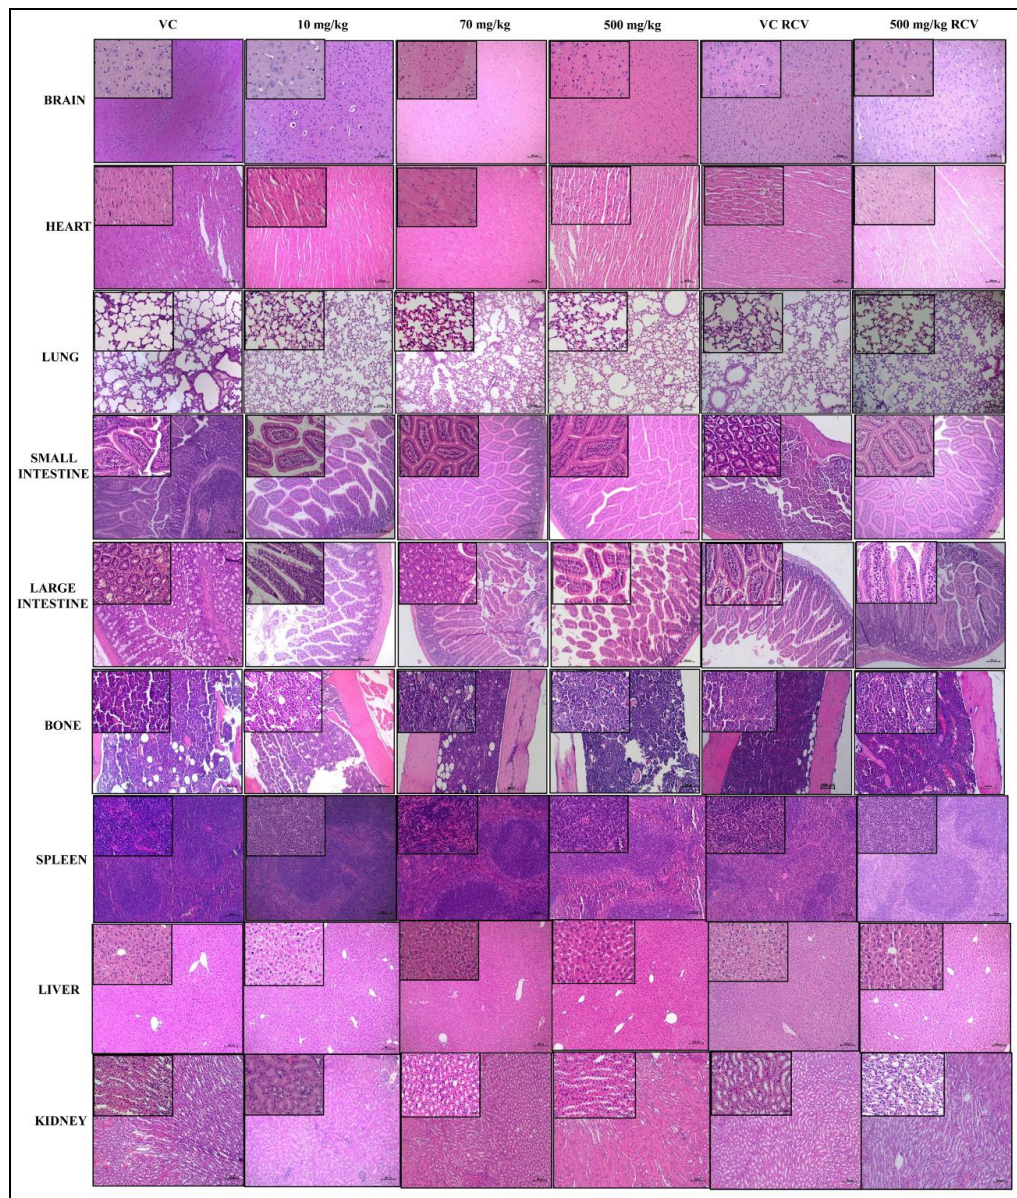 VC 10 mg/kg 70 mg/kg 500 mg/kg VC RCV 500 mg/kg RCV
BRAIN
HEART
LUNG
SMALL
INTESTINE
LARGE
INTESTINE
BONE
SPLEEN
LIVER
KIDNEY